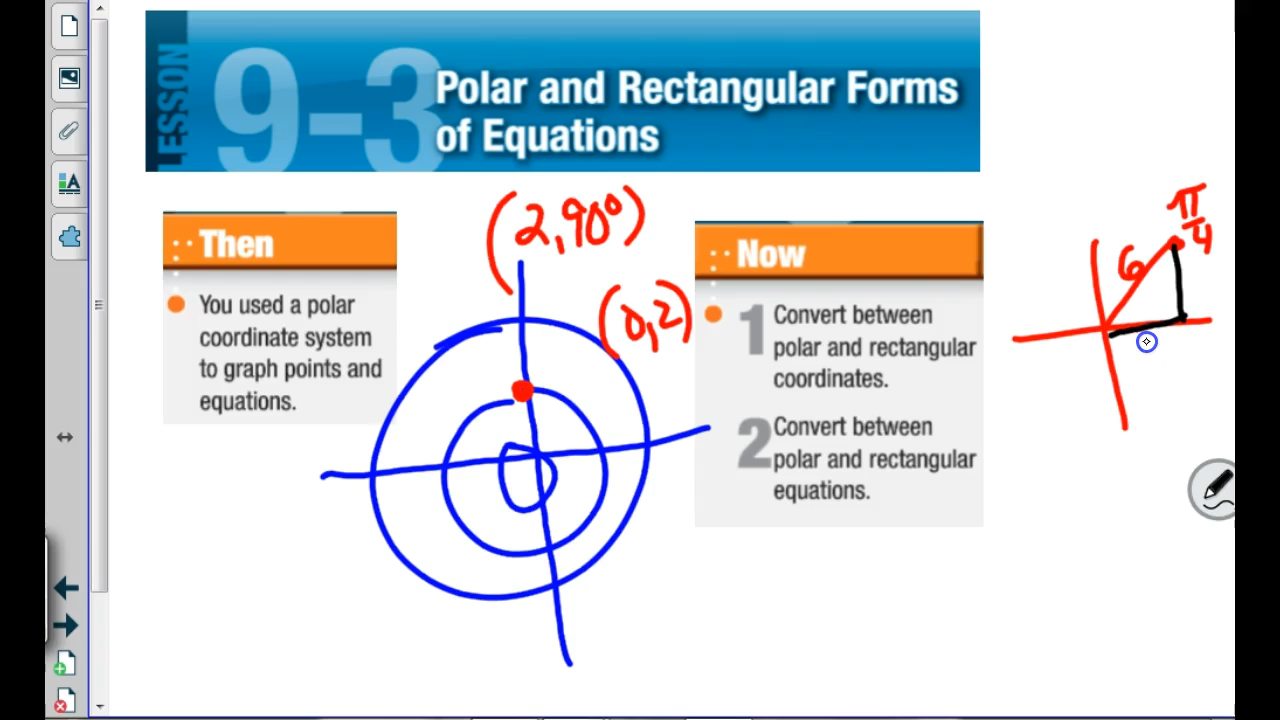 LESSON
9-3
Polar and Rectangular Forms
of Equations
(2,90°)
(0,2)
Then
You used a polar
coordinate system
to graph points and
equations.
Now
1 Convert between
polar and rectangular
coordinates.
2 Convert between
polar and rectangular
equations.
π
4
6